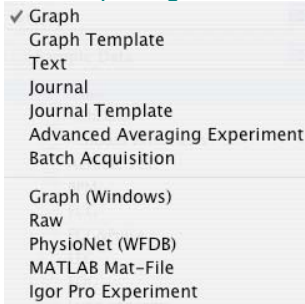 ✓ Graph
Graph Template
Text
Journal
Journal Template
Advanced Averaging Experiment
Batch Acquisition
Graph (Windows)
Raw
PhysioNet (WFDB)
MATLAB Mat-File
Igor Pro Experiment